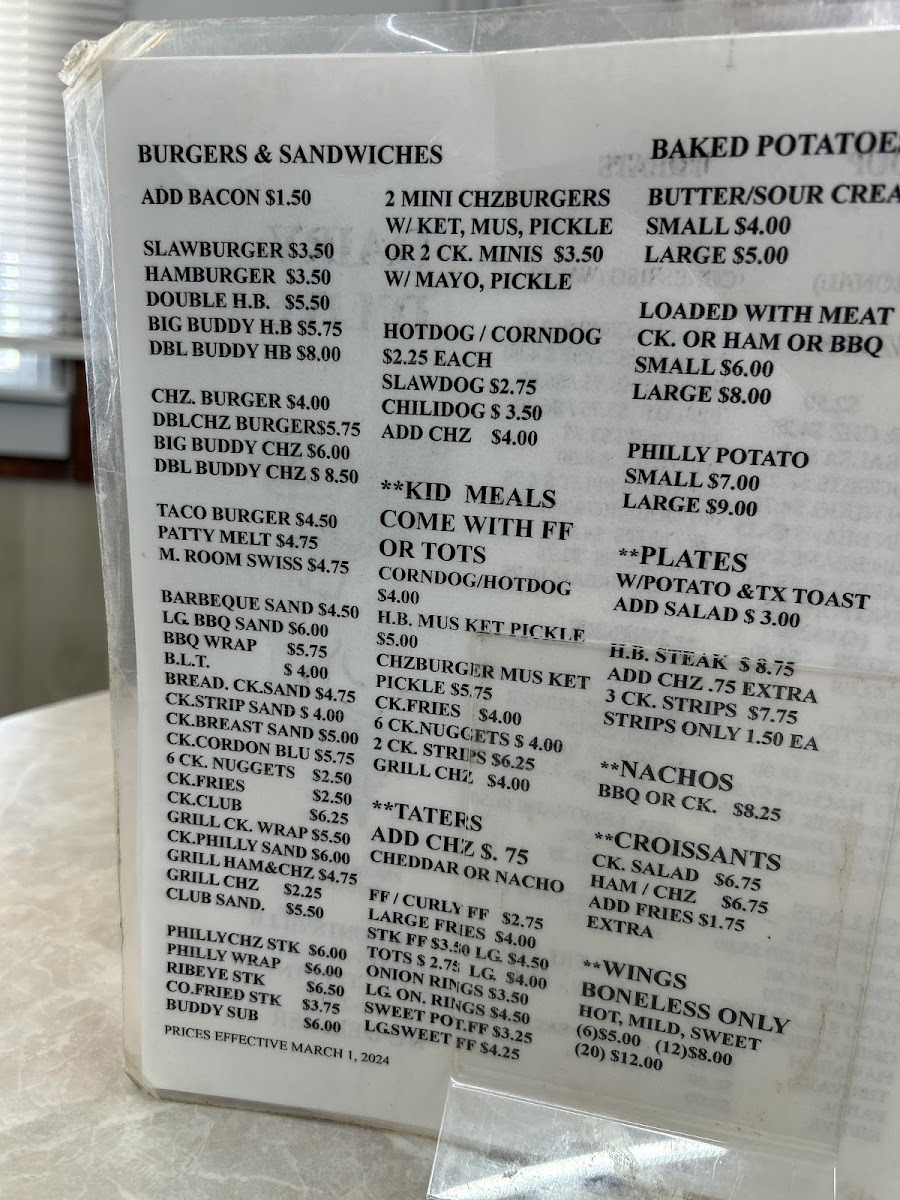 BURGERS & SANDWICHES
ADD BACON $1.50
SLAWBURGER $3.50
HAMBURGER $3.50
DOUBLE H.B. $5.50
BIG BUDDY H.B $5.75
DBL BUDDY HB $8.00
CHZ. BURGER $4.00
DBLCHZ BURGER$5.75
BIG BUDDY CHZ $6.00
DBL BUDDY CHZ $ 8.50
TACO BURGER $4.50
PATTY MELT $4.75
M. ROOM SWISS $4.75
BARBEQUE SAND $4.50
LG. BBQ SAND $6.00
BBQ WRAP $5.75
B.L.T. $ 4.00
BREAD. CK.SAND $4.75
CK.STRIP SAND $ 4.00
CK.BREAST SAND $5.00
CK.CORDON BLU $5.75
6 CK. NUGGETS $2.50
CK.FRIES $2.50
CK.CLUB $6.25
GRILL CK. WRAP $5.50
CK.PHILLY SAND $6.00
GRILL HAM&CHZ $4.75
GRILL CHZ $2.25
CLUB SAND. $5.50
PHILLYCHZ STK $6.00
PHILLY WRAP $6.00
RIBEYE STK $6.50
CO.FRIED STK $3.75
BUDDY SUB $6.00
PRICES EFFECTIVE MARCH 1, 2024
2 MINI CHZBURGERS
W/ KET, MUS, PICKLE
OR 2 CK. MINIS $3.50
W/ MAYO, PICKLE
HOTDOG / CORNDOG
$2.25 EACH
SLAWDOG $2.75
CHILIDOG $ 3.50
ADD CHZ $4.00
**KID MEALS
COME WITH FF
OR TOTS
CORNDOG/HOTDOG
$4.00
H.B. MUS KET PICKLE
$5.00
CHZBURGER MUS KET
PICKLE $5.75
CK.FRIES $4.00
6 CK.NUGGETS $ 4.00
2 CK. STRIPS $6.25
GRILL CHZ $4.00
**TATERS
ADD CHZ $. 75
CHEDDAR OR NACHO
FF / CURLY FF $2.75
LARGE FRIES $4.00
STK FF $3.50 LG. $4.50
TOTS $ 2.75 LG. $4.00
ONION RINGS $3.50
LG. ON. RINGS $4.50
SWEET POT.FF $3.25
LG.SWEET FF $4.25
BAKED POTATOE
BUTTER/SOUR CREA
SMALL $4.00
LARGE $5.00
LOADED WITH MEAT
CK. OR HAM OR BBQ
SMALL $6.00
LARGE $8.00
PHILLY POTATO
SMALL $7.00
LARGE $9.00
**PLATES
W/POTATO &TX TOAST
ADD SALAD $ 3.00
H.B. STEAK $ 8.75
ADD CHZ .75 EXTRA
3 CK. STRIPS $7.75
STRIPS ONLY 1.50 EA
**NACHOS
BBQ OR CK. $8.25
**CROISSANTS
CK. SALAD $6.75
HAM / CHZ $6.75
ADD FRIES $1.75
EXTRA
**WINGS
BONELESS ONLY
HOT, MILD, SWEET
(6)$5.00 (12)$8.00
(20) $12.00